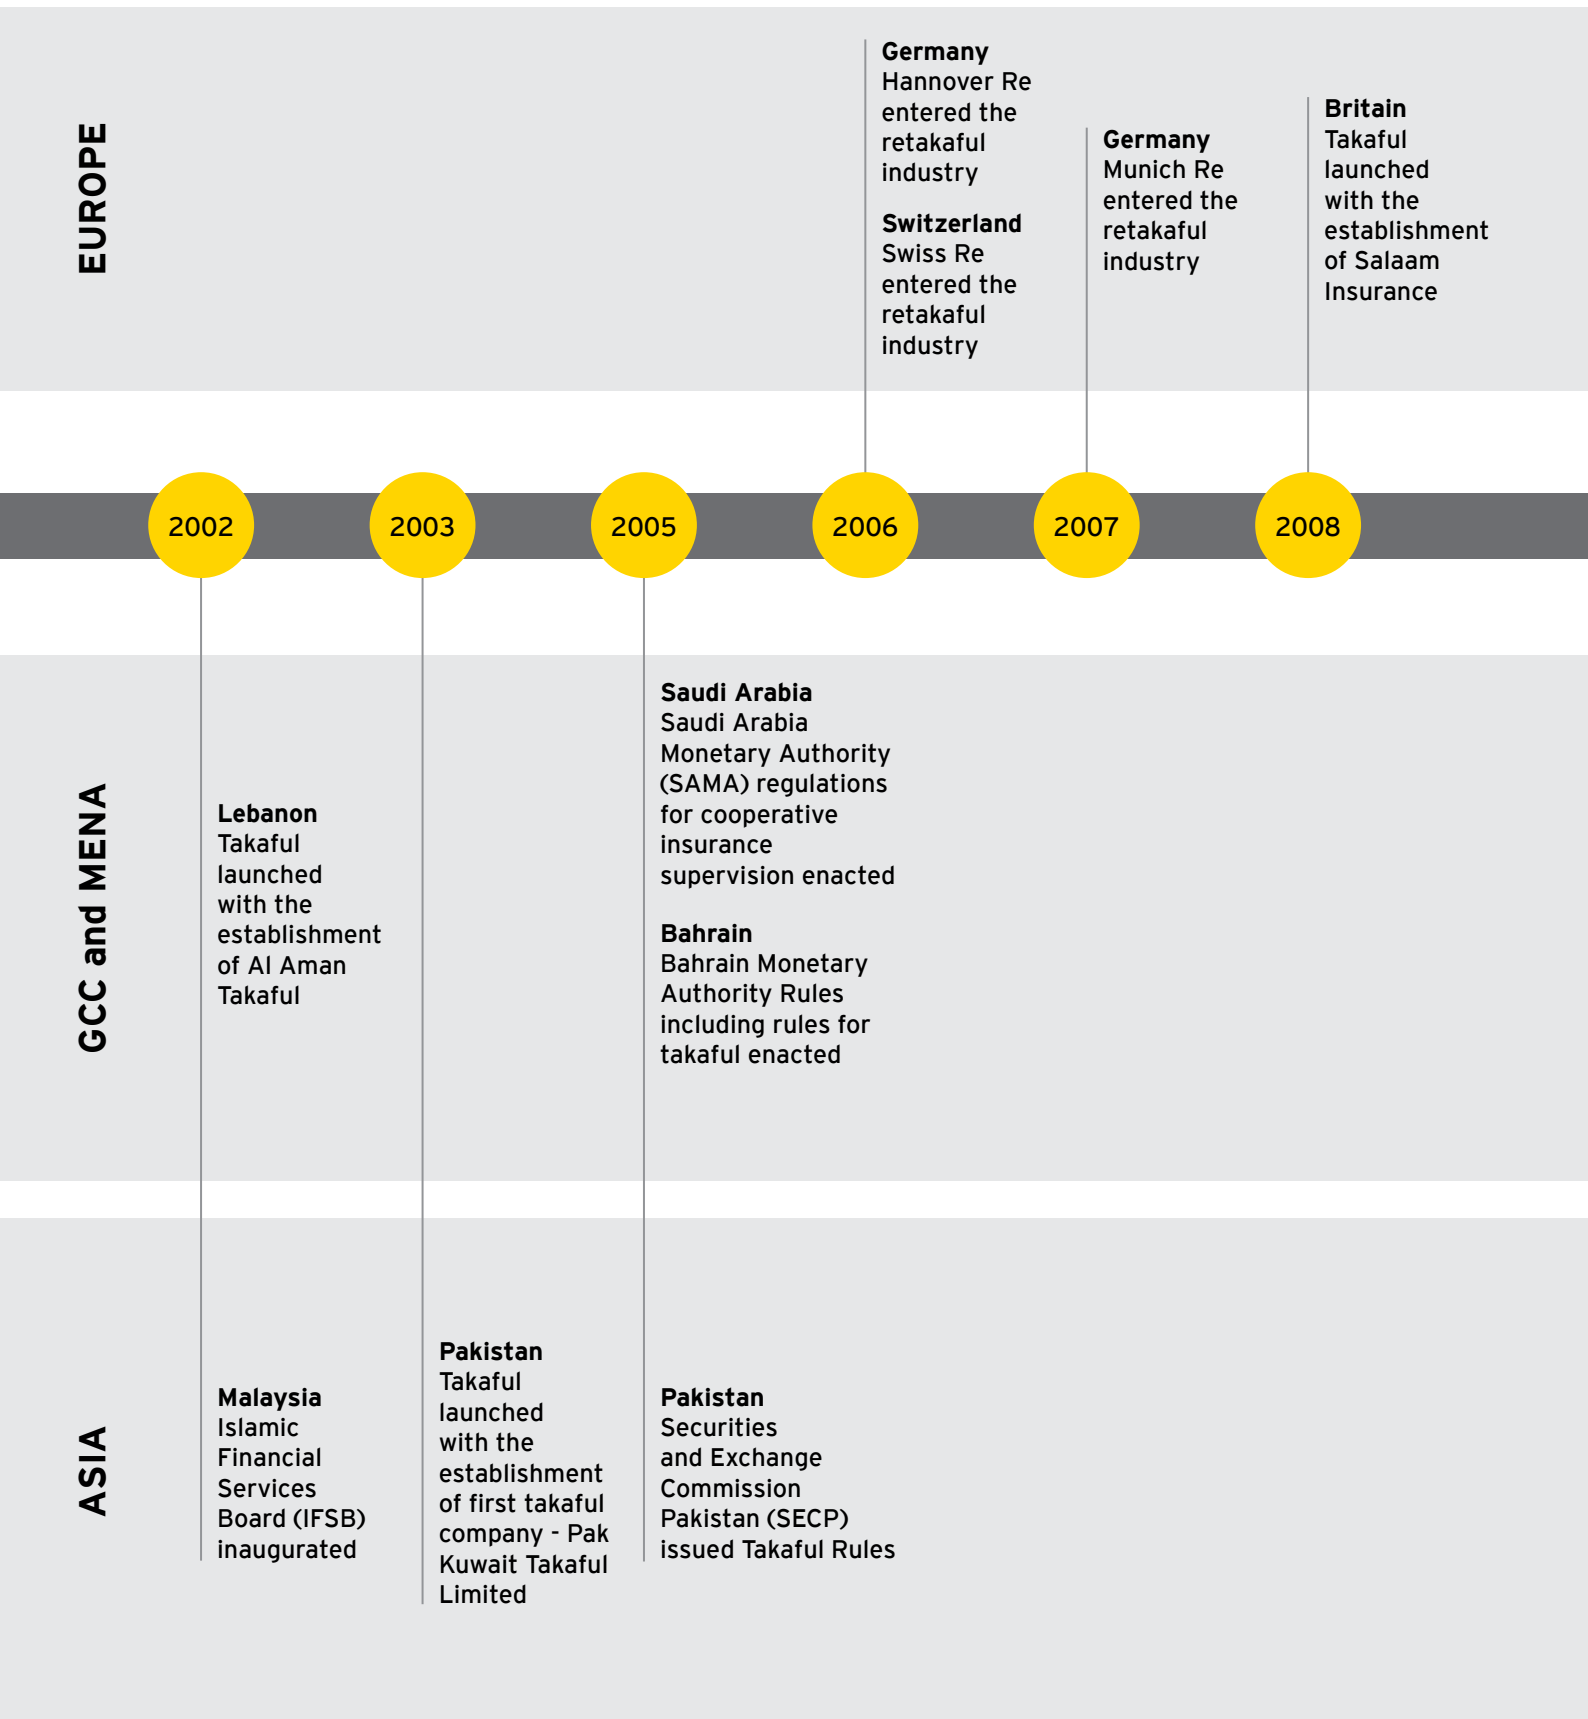 EUROPE
Germany
Hannover Re
entered the
retakaful
industry
Switzerland
Swiss Re
entered the
retakaful
industry
Germany
Munich Re
entered the
retakaful
industry
Britain
Takaful
launched
with the
establishment
of Salaam
Insurance
2002
2003
2005
2006
2007
2008
GCC and MENA
Lebanon
Takaful
launched
with the
establishment
of Al Aman
Takaful
Saudi Arabia
Saudi Arabia
Monetary Authority
(SAMA) regulations
for cooperative
insurance
supervision enacted
Bahrain
Bahrain Monetary
Authority Rules
including rules for
takaful enacted
ASIA
Malaysia
Islamic
Financial
Services
Board (IFSB)
inaugurated
Pakistan
Takaful
launched
with the
establishment
of first takaful
company - Pak
Kuwait Takaful
Limited
Pakistan
Securities
and Exchange
Commission
Pakistan (SECP)
issued Takaful Rules